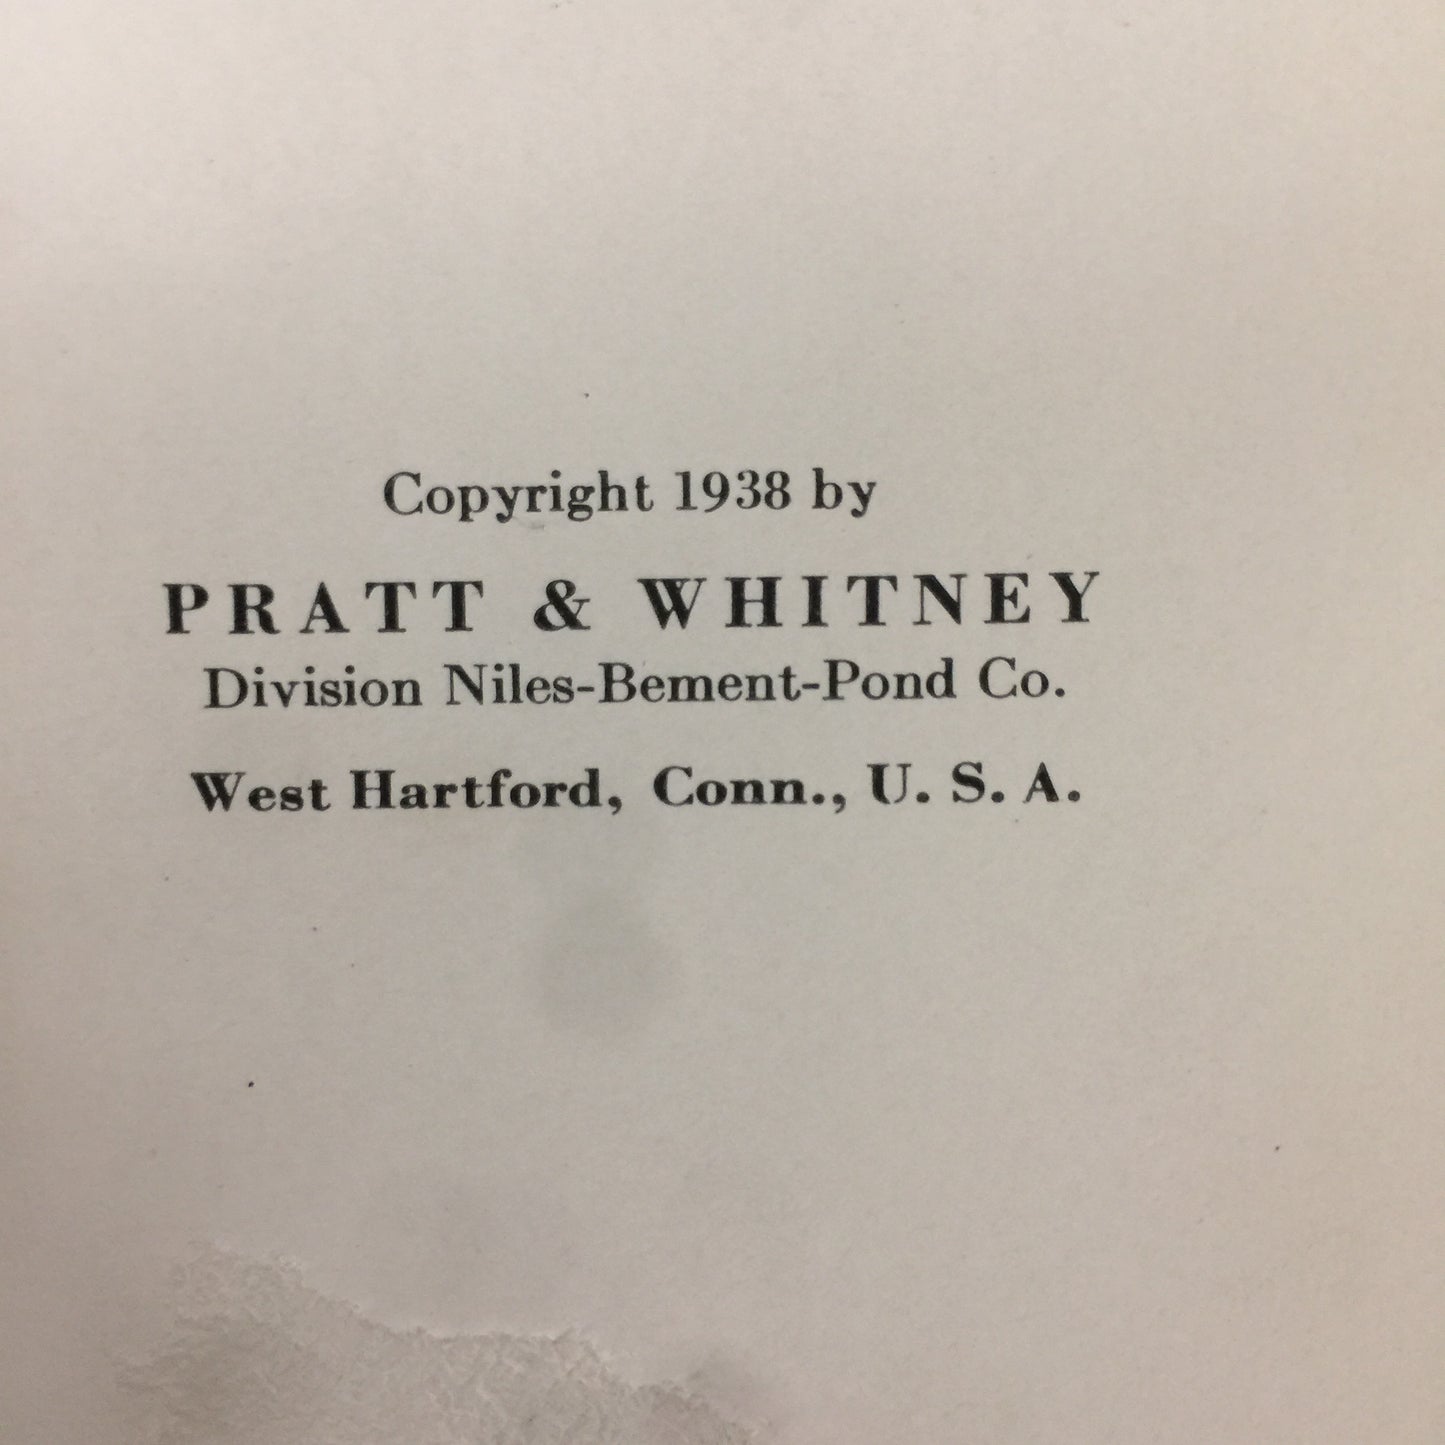 Copyright 1938 by
PRATT & WHITNEY
Division Niles-Bement-Pond Co.
West Hartford, Conn., U. S. A.